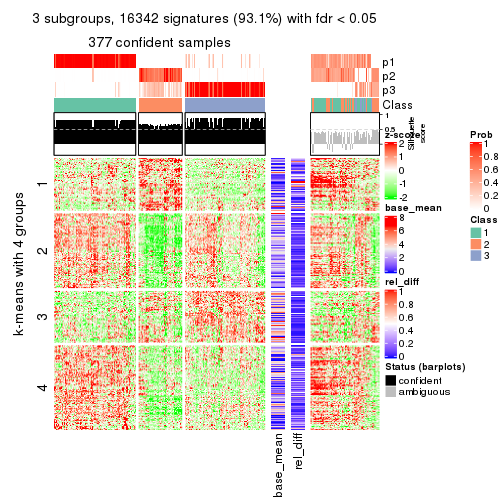 3 subgroups, 16342 signatures (93.1%) with fdr < 0.05
377 confident samples
p1
p2
p3
Class
1
0.5
0
Silhouette
score
k-means with 4 groups
1
2
3
4
base_mean
rel_diff
z-score
2
1
0
-1
-2
base_mean
8
6
4
2
0
rel_diff
1
0.8
0.6
0.4
0.2
0
Status (barplots)
confident
ambiguous
Prob
1
0.8
0.6
0.4
0.2
0
Class
1
2
3